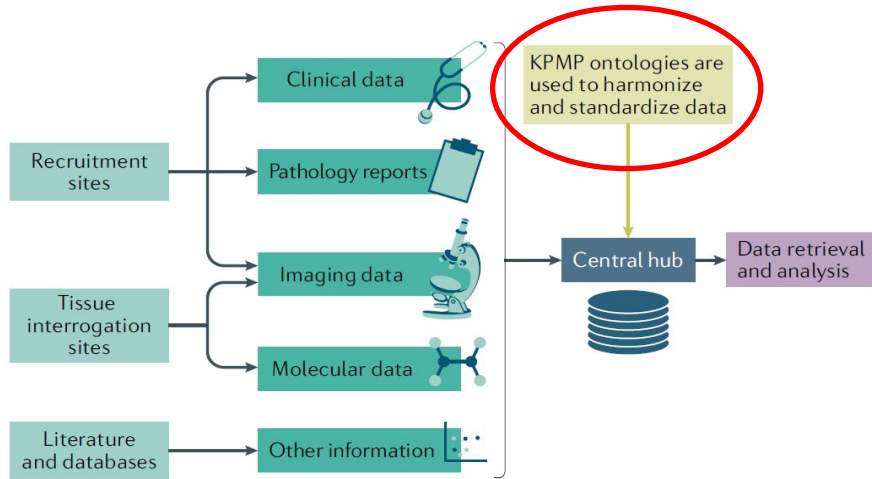 Clinical data
KPMP ontologies are
used to harmonize
and standardize data
Recruitment
sites
Pathology reports
Imaging data
Central hub
Data retrieval
and analysis
Tissue
interrogation
sites
Molecular data
Literature
and databases
Other information